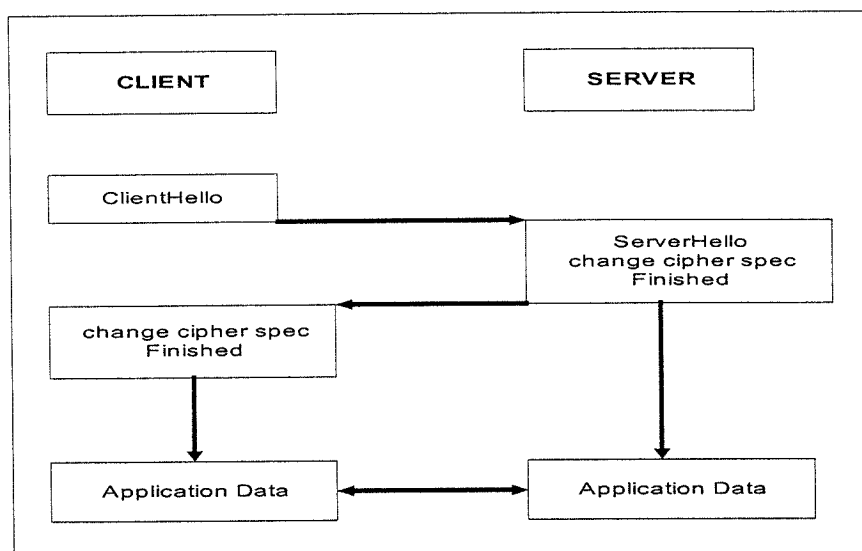 CLIENT
SERVER
ClientHello
ServerHello
change cipher spec
Finished
change cipher spec
Finished
Application Data
Application Data